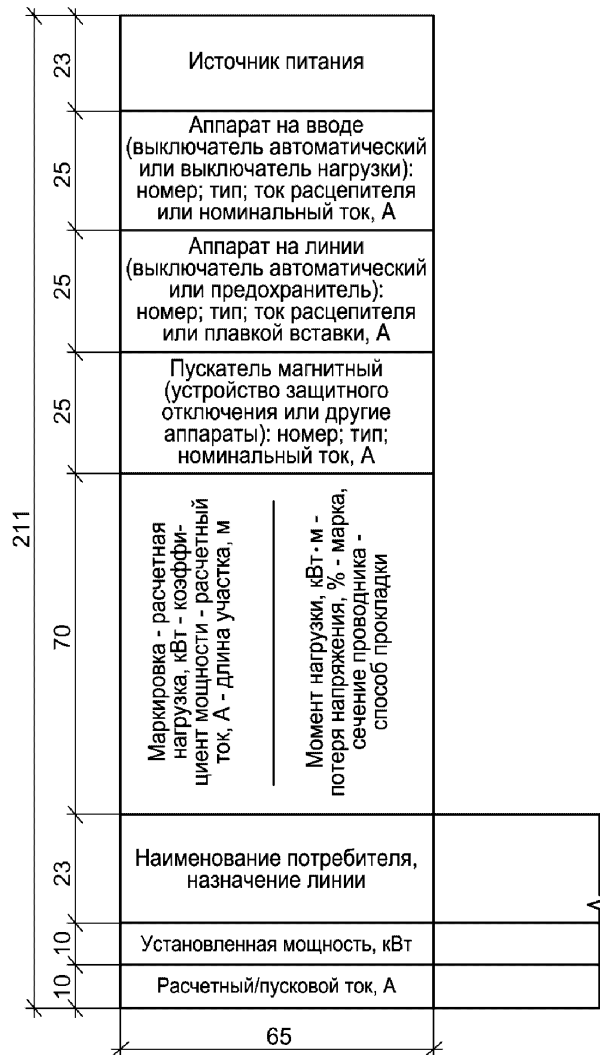 23
Источник питания
25
Аппарат на вводе
(выключатель автоматический
или выключатель нагрузки):
номер; тип; ток расцепителя
или номинальный ток, А
25
Аппарат на линии
(выключатель автоматический
или предохранитель):
номер; тип; ток расцепителя
или плавкой вставки, А
25
Пускатель магнитный
(устройство защитного
отключения или другие
аппараты): номер; тип;
номинальный ток, А
211
70
Маркировка - расчетная
нагрузка, кВт - коэффи-
циент мощности - расчетный
ток, А - длина участка, м
Момент нагрузки, кВт·м -
потеря напряжения, % - марка,
сечение проводника -
способ прокладки
23
Наименование потребителя,
назначение линии
10
Установленная мощность, кВт
10
Расчетный/пусковой ток, А
65